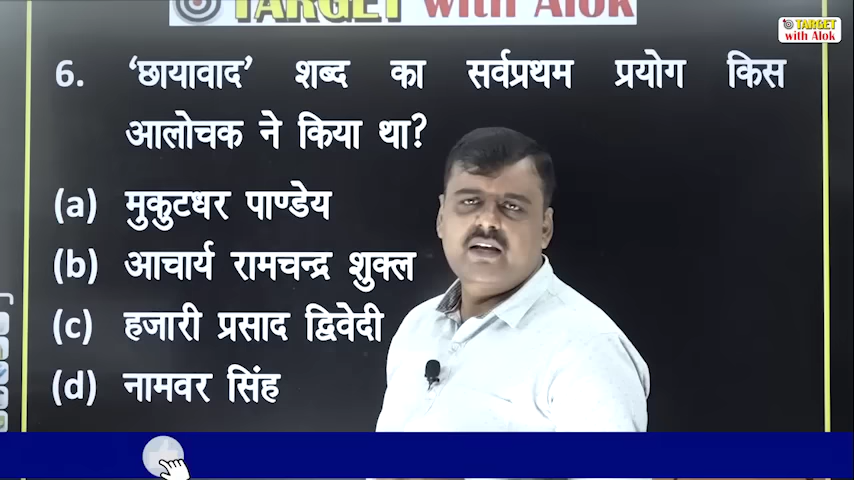 TARGET with Alok
TARGET
with Alok
6. ‘छायावाद’ शब्द का सर्वप्रथम प्रयोग किस
आलोचक ने किया था?
(a) मुकुटधर पाण्डेय
(b) आचार्य रामचन्द्र शुक्ल
(c) हजारी प्रसाद द्विवेदी
(d) नामवर सिंह